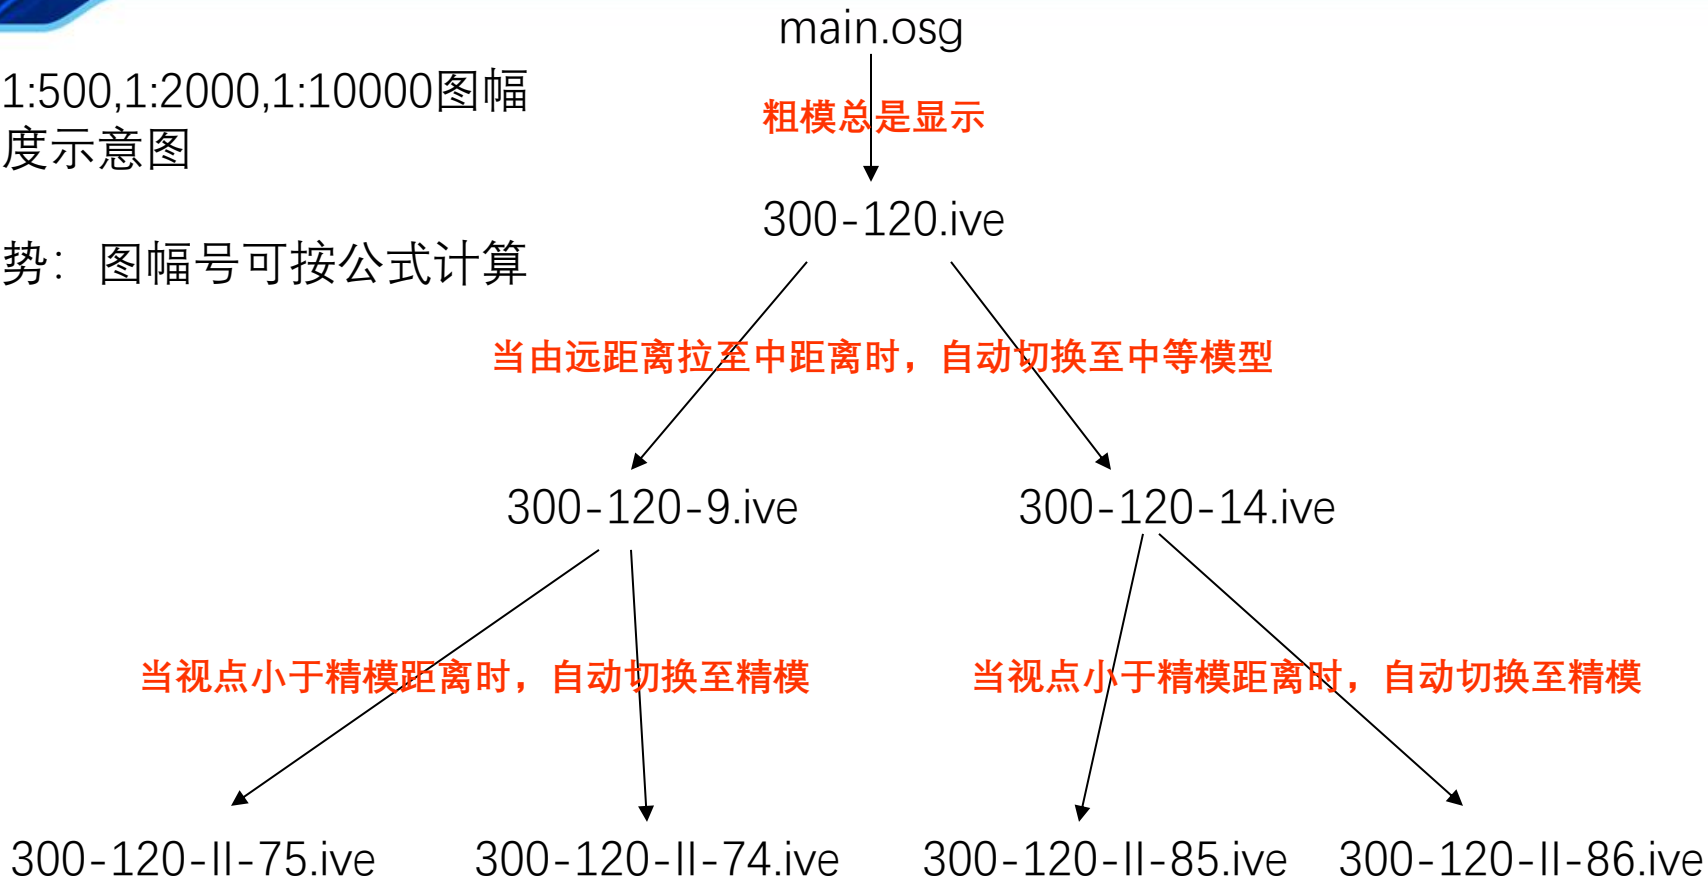 main.osg
1:500,1:2000,1:10000图幅
度示意图
粗模总是显示
300-120.ive
势：图幅号可按公式计算
当由远距离拉至中距离时，自动切换至中等模型
300-120-9.ive
300-120-14.ive
当视点小于精模距离时，自动切换至精模
当视点小于精模距离时，自动切换至精模
300-120-II-75.ive
300-120-II-74.ive
300-120-II-85.ive
300-120-II-86.ive